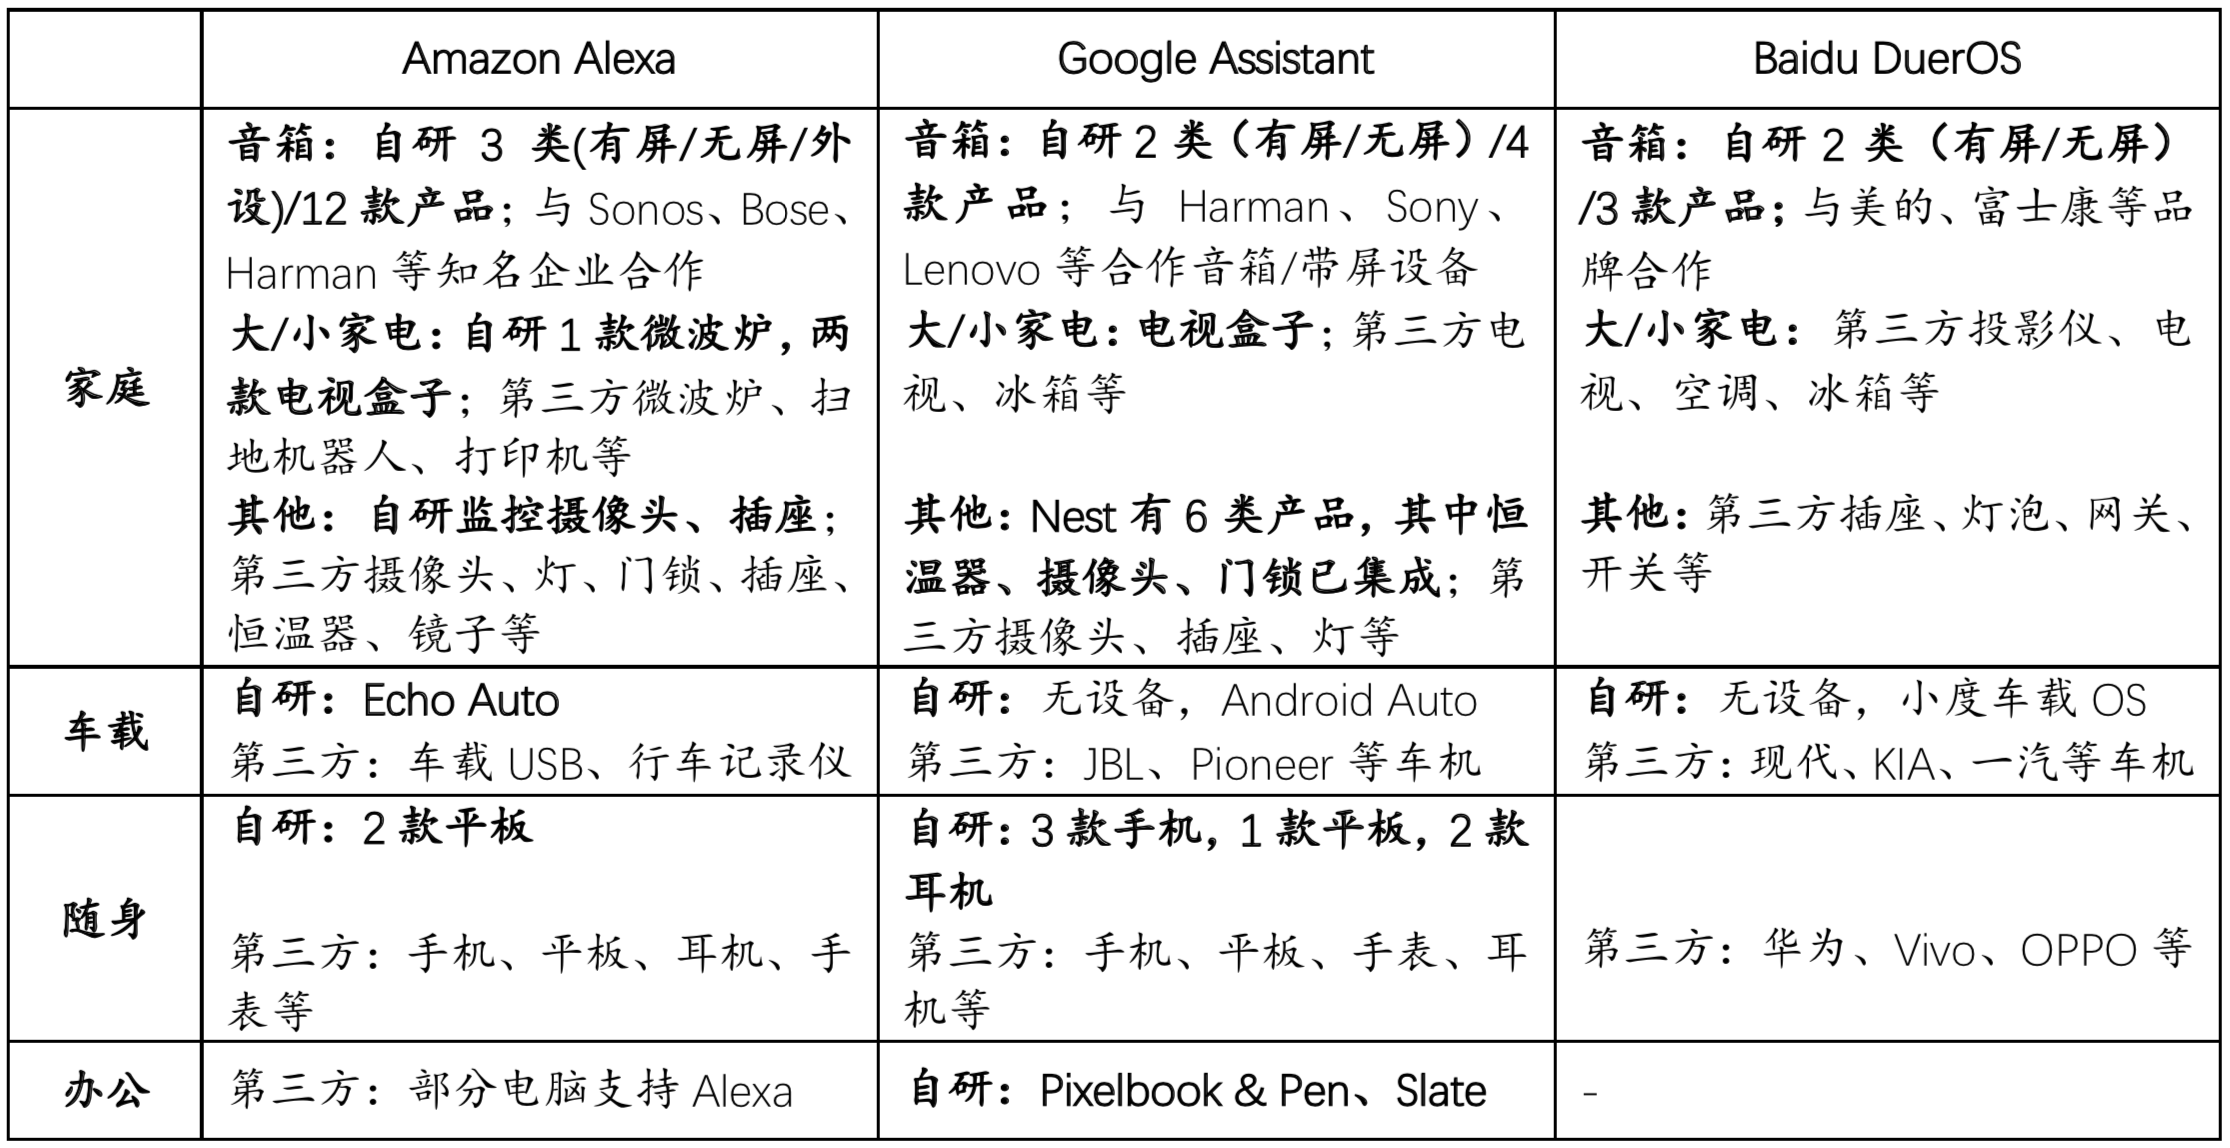 Amazon Alexa
Google Assistant
Baidu DuerOS
家庭
音箱：自研 3 类(有屏/无屏/外
设)/12 款产品；与 Sonos、Bose、
Harman 等知名企业合作
大/小家电：自研 1 款微波炉，两
款电视盒子；第三方微波炉、扫
地机器人、打印机等
其他：自研监控摄像头、插座；
第三方摄像头、灯、门锁、插座、
恒温器、镜子等
音箱：自研 2 类（有屏/无屏）/4
款产品；与 Harman、Sony、
Lenovo 等合作音箱/带屏设备
大/小家电：电视盒子；第三方电
视、冰箱等
其他：Nest 有 6 类产品，其中恒
温器、摄像头、门锁已集成；第
三方摄像头、插座、灯等
音箱：自研 2 类（有屏/无屏）
/3 款产品；与美的、富士康等品
牌合作
大/小家电：第三方投影仪、电
视、空调、冰箱等
其他：第三方插座、灯泡、网关、
开关等
车载
自研：Echo Auto
第三方：车载 USB、行车记录仪
自研：无设备，Android Auto
第三方：JBL、Pioneer 等车机
自研：无设备，小度车载 OS
第三方：现代、KIA、一汽等车机
随身
自研：2 款平板
第三方：手机、平板、耳机、手
表等
自研：3 款手机，1 款平板，2 款
耳机
第三方：手机、平板、手表、耳
机等
第三方：华为、Vivo、OPPO 等
办公
第三方：部分电脑支持 Alexa
自研：Pixelbook & Pen、Slate
-